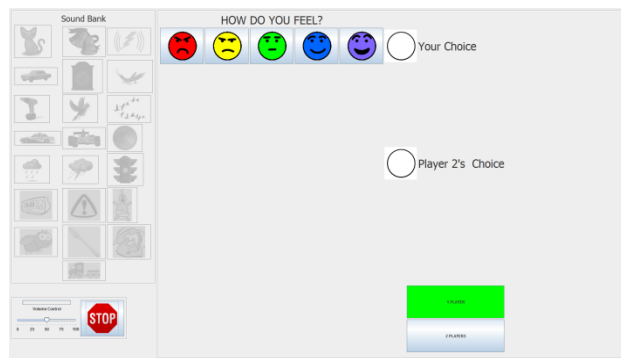 Sound Bank
HOW DO YOU FEEL?
Your Choice
Player 2's Choice
Volume Control
0 25 50 75 100
STOP
1 PLAYER
2 PLAYERS